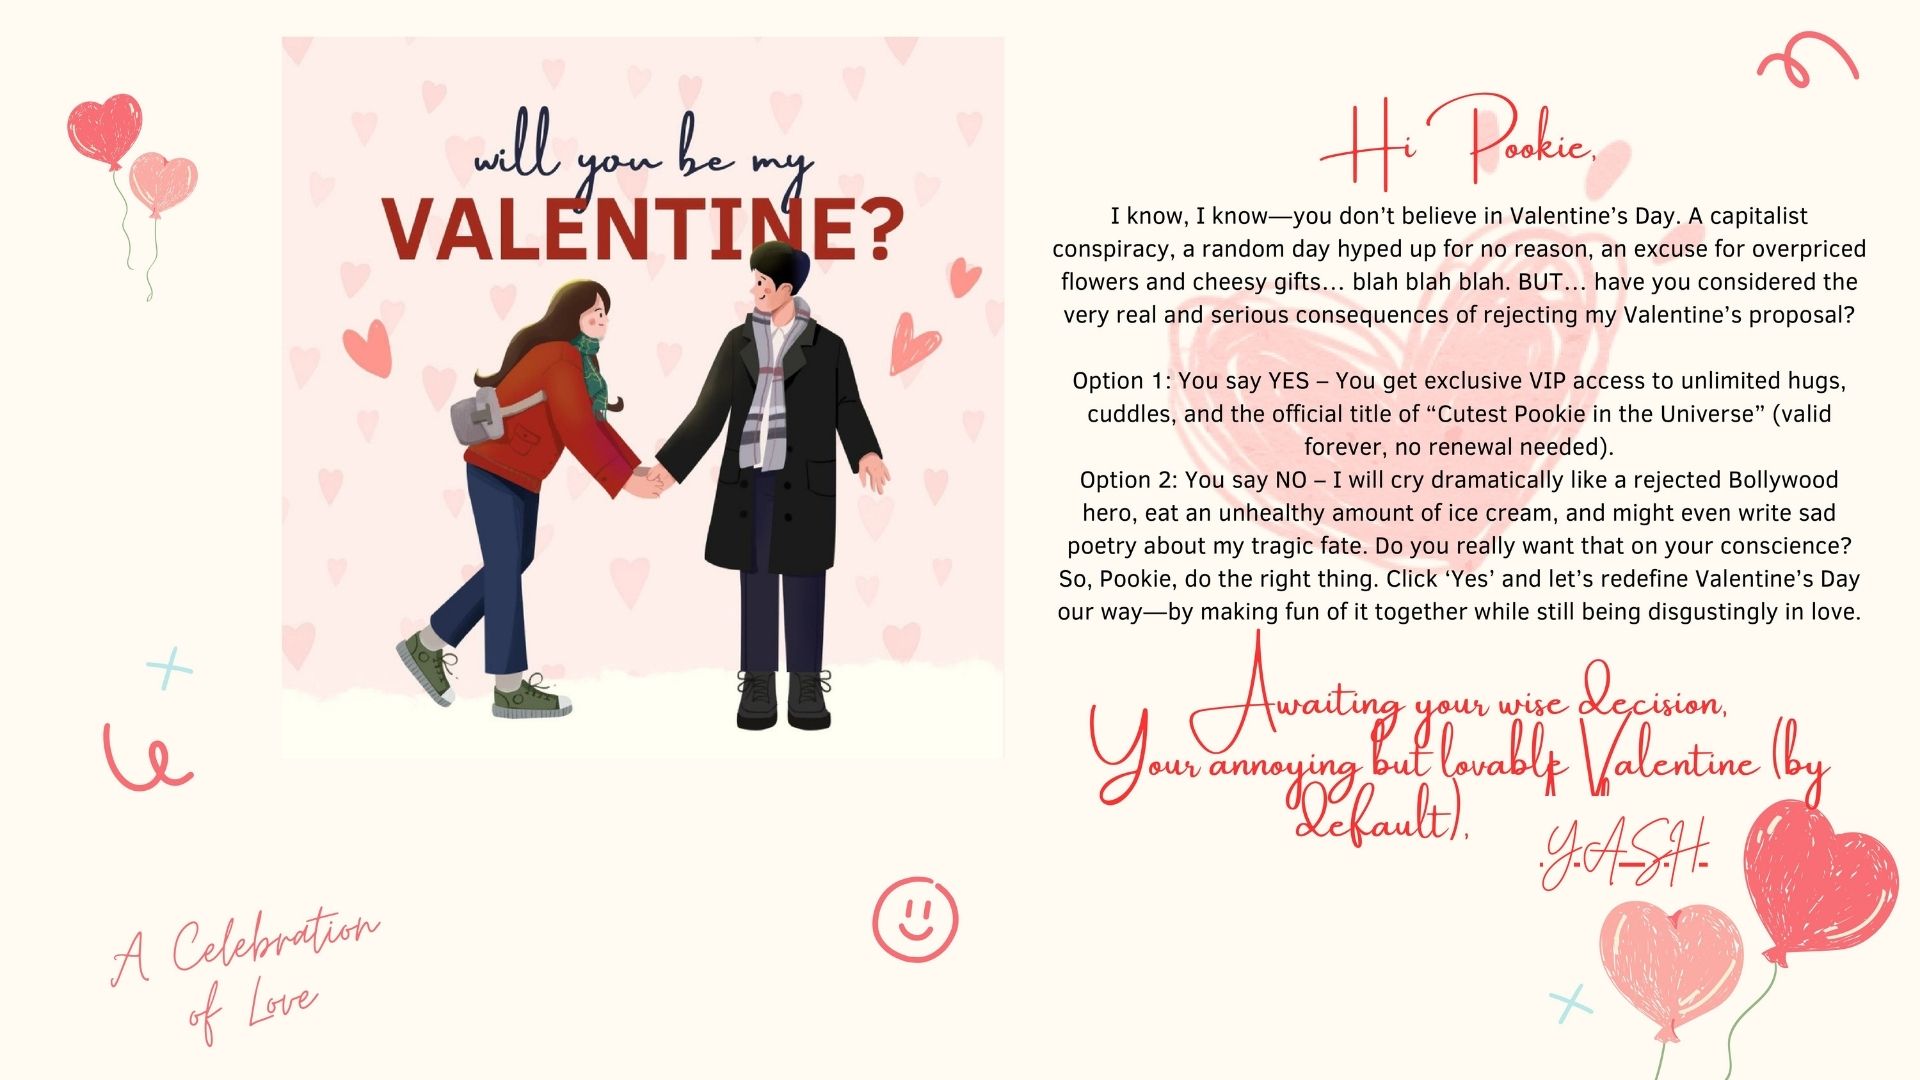 will you be my
VALENTINE?
Hi Pookie,
I know, I know—you don’t believe in Valentine’s Day. A capitalist
conspiracy, a random day hyped up for no reason, an excuse for overpriced
flowers and cheesy gifts… blah blah blah. BUT… have you considered the
very real and serious consequences of rejecting my Valentine’s proposal?
Option 1: You say YES – You get exclusive VIP access to unlimited hugs,
cuddles, and the official title of “Cutest Pookie in the Universe” (valid
forever, no renewal needed).
Option 2: You say NO – I will cry dramatically like a rejected Bollywood
hero, eat an unhealthy amount of ice cream, and might even write sad
poetry about my tragic fate. Do you really want that on your conscience?
So, Pookie, do the right thing. Click ‘Yes’ and let’s redefine Valentine’s Day
our way—by making fun of it together while still being disgustingly in love.
Awaiting your wise decision,
Your annoying but lovable Valentine (by
default),
.Y.A_S.H.
A Celebration
of Love